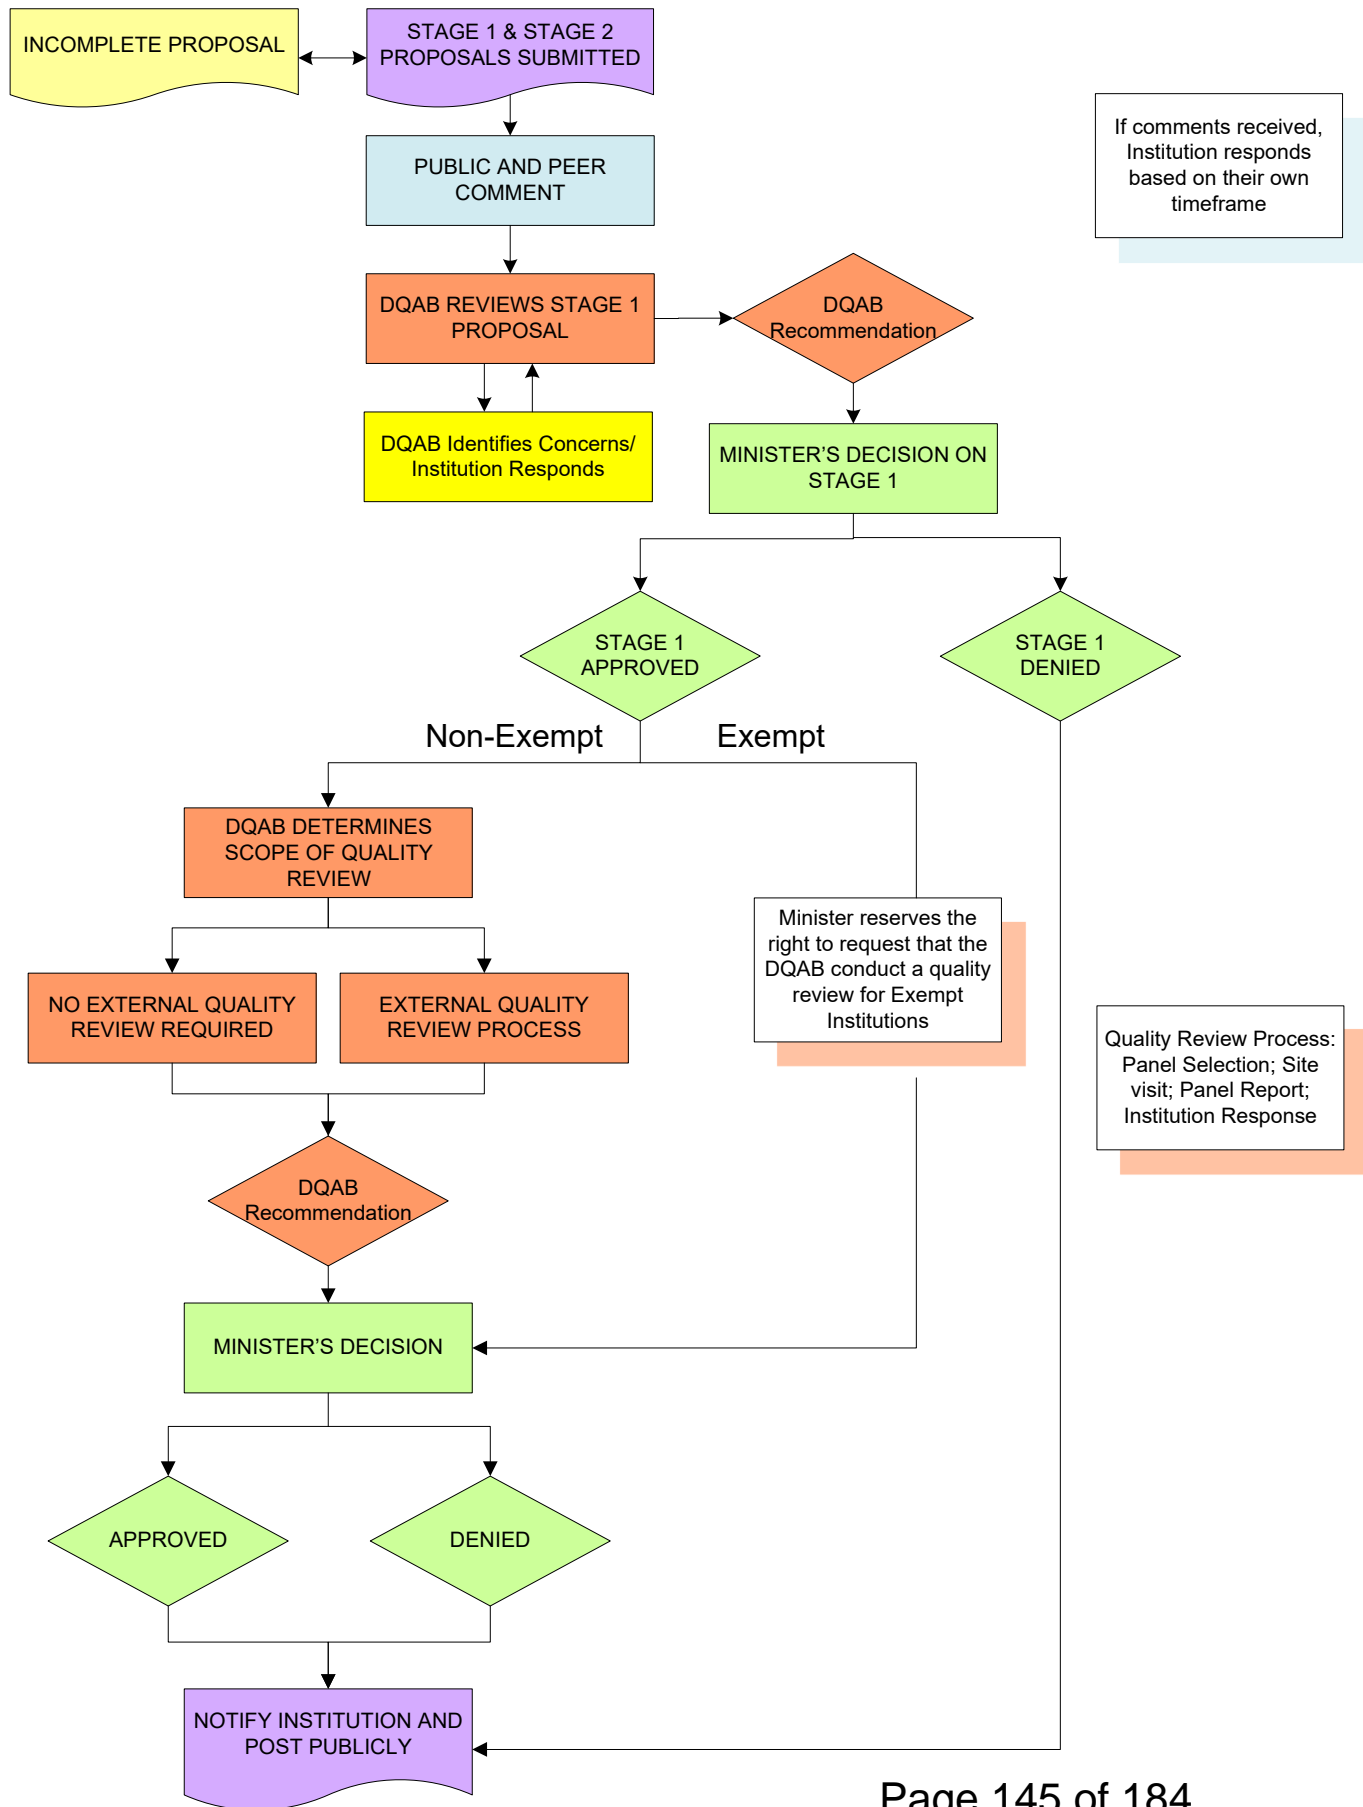 INCOMPLETE PROPOSAL
STAGE 1 & STAGE 2
PROPOSALS SUBMITTED
PUBLIC AND PEER
COMMENT
If comments received,
Institution responds
based on their own
timeframe
DQAB REVIEWS STAGE 1
PROPOSAL
DQAB
Recommendation
DQAB Identifies Concerns/
Institution Responds
MINISTER’S DECISION ON
STAGE 1
STAGE 1
APPROVED
STAGE 1
DENIED
Non-Exempt
Exempt
DQAB DETERMINES
SCOPE OF QUALITY
REVIEW
Minister reserves the
right to request that the
DQAB conduct a quality
review for Exempt
Institutions
NO EXTERNAL QUALITY
REVIEW REQUIRED
EXTERNAL QUALITY
REVIEW PROCESS
Quality Review Process:
Panel Selection; Site
visit; Panel Report;
Institution Response
DQAB
Recommendation
MINISTER’S DECISION
APPROVED
DENIED
NOTIFY INSTITUTION AND
POST PUBLICLY
Page 145 of 184